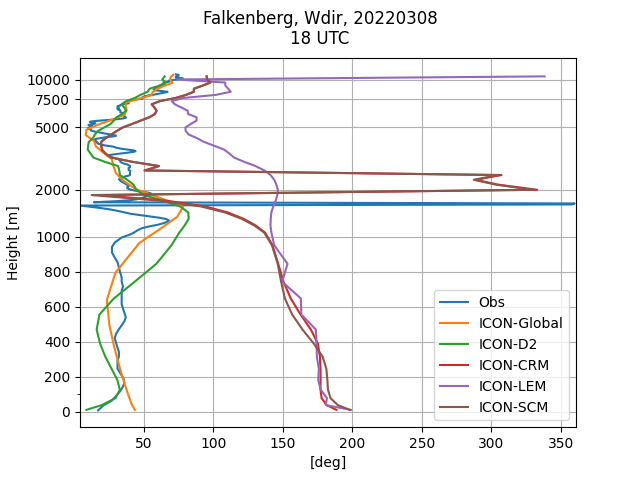 Falkenberg, Wdir, 20220308
18 UTC
Height [m]
10000
7500
5000
2000
1000
800
600
400
200
0
50
100
150
200
250
300
350
[deg]
Obs
ICON-Global
ICON-D2
ICON-CRM
ICON-LEM
ICON-SCM